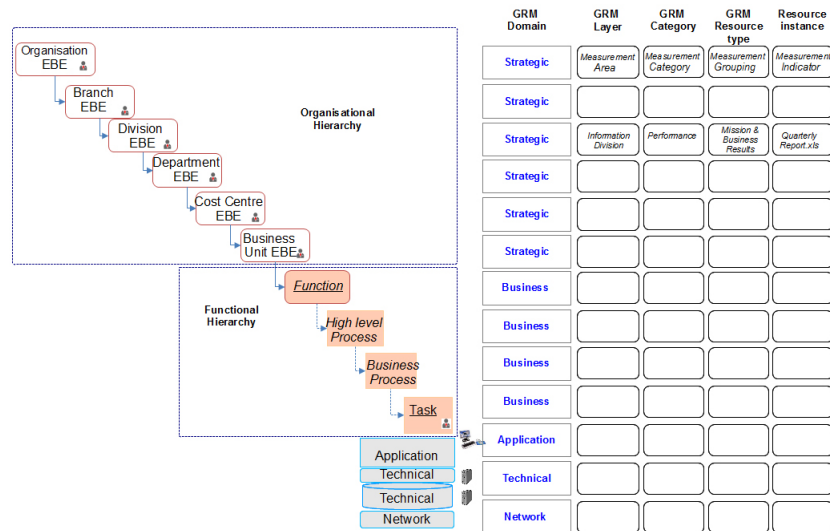 Organisation
EBE
Branch
EBE
Division
EBE
Department
EBE
Cost Centre
EBE
Business
Unit EBE
Organisational
Hierarchy
Function
High level
Process
Business
Process
Task
Functional
Hierarchy
Application
Technical
Technical
Network
GRM
Domain
GRM
Layer
GRM
Category
GRM
Resource
type
Resource
instance
Strategic
Measurement
Area
Measurement
Category
Measurement
Grouping
Measurement
Indicator
Strategic
Strategic
Information
Division
Performance
Mission &
Business
Results
Quarterly
Report.xls
Strategic
Strategic
Strategic
Business
Business
Business
Business
Application
Technical
Network